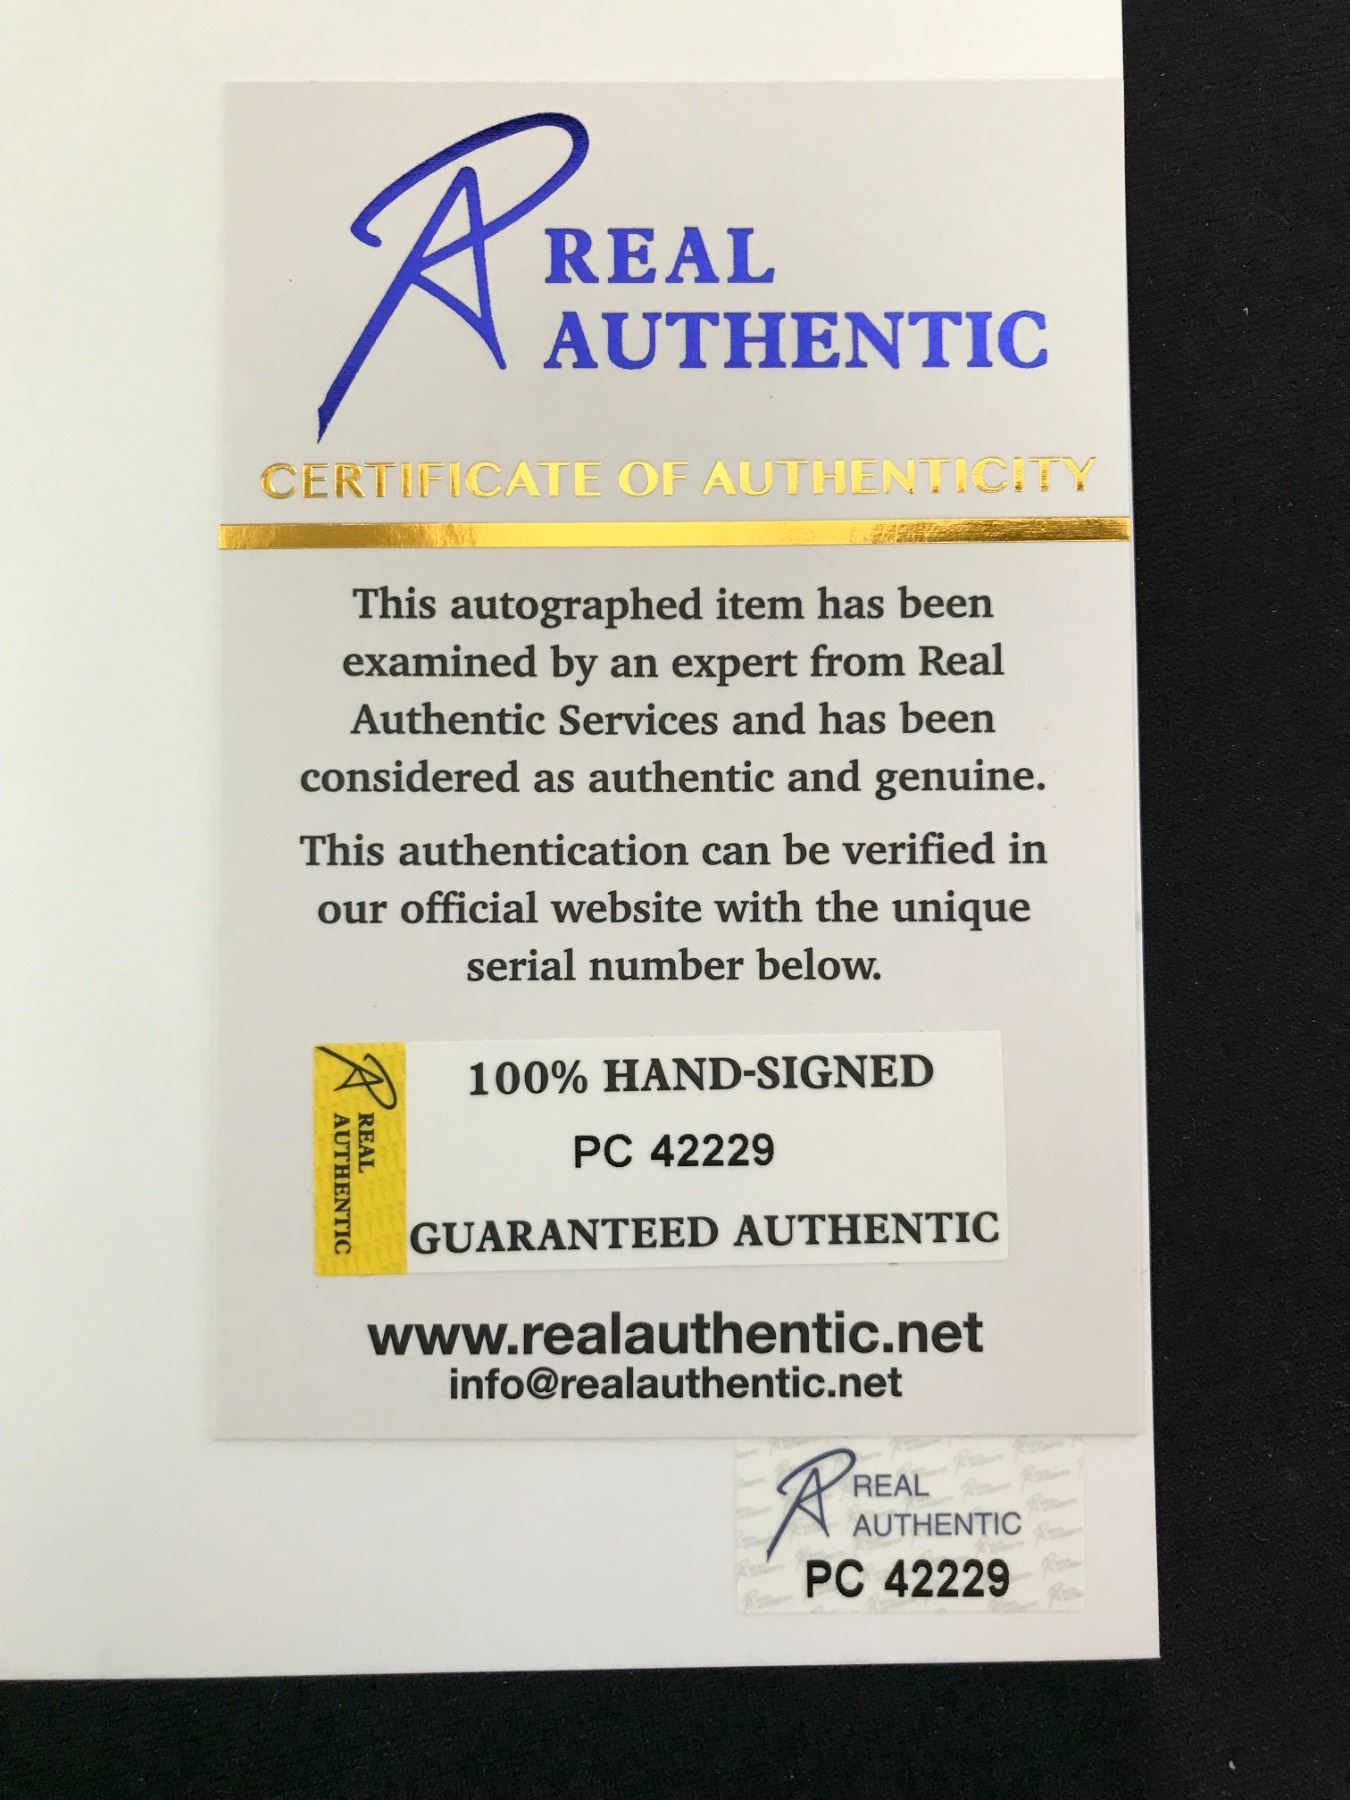 REAL
AUTHENTIC
CERTIFICATE OF AUTHENTICITY
This autographed item has been
examined by an expert from Real
Authentic Services and has been
considered as authentic and genuine.
This authentication can be verified in
our official website with the unique
serial number below.
REAL
AUTHENTIC
100% HAND-SIGNED
PC 42229
GUARANTEED AUTHENTIC
www.realauthentic.net
info@realauthentic.net
REAL
AUTHENTIC
PC 42229